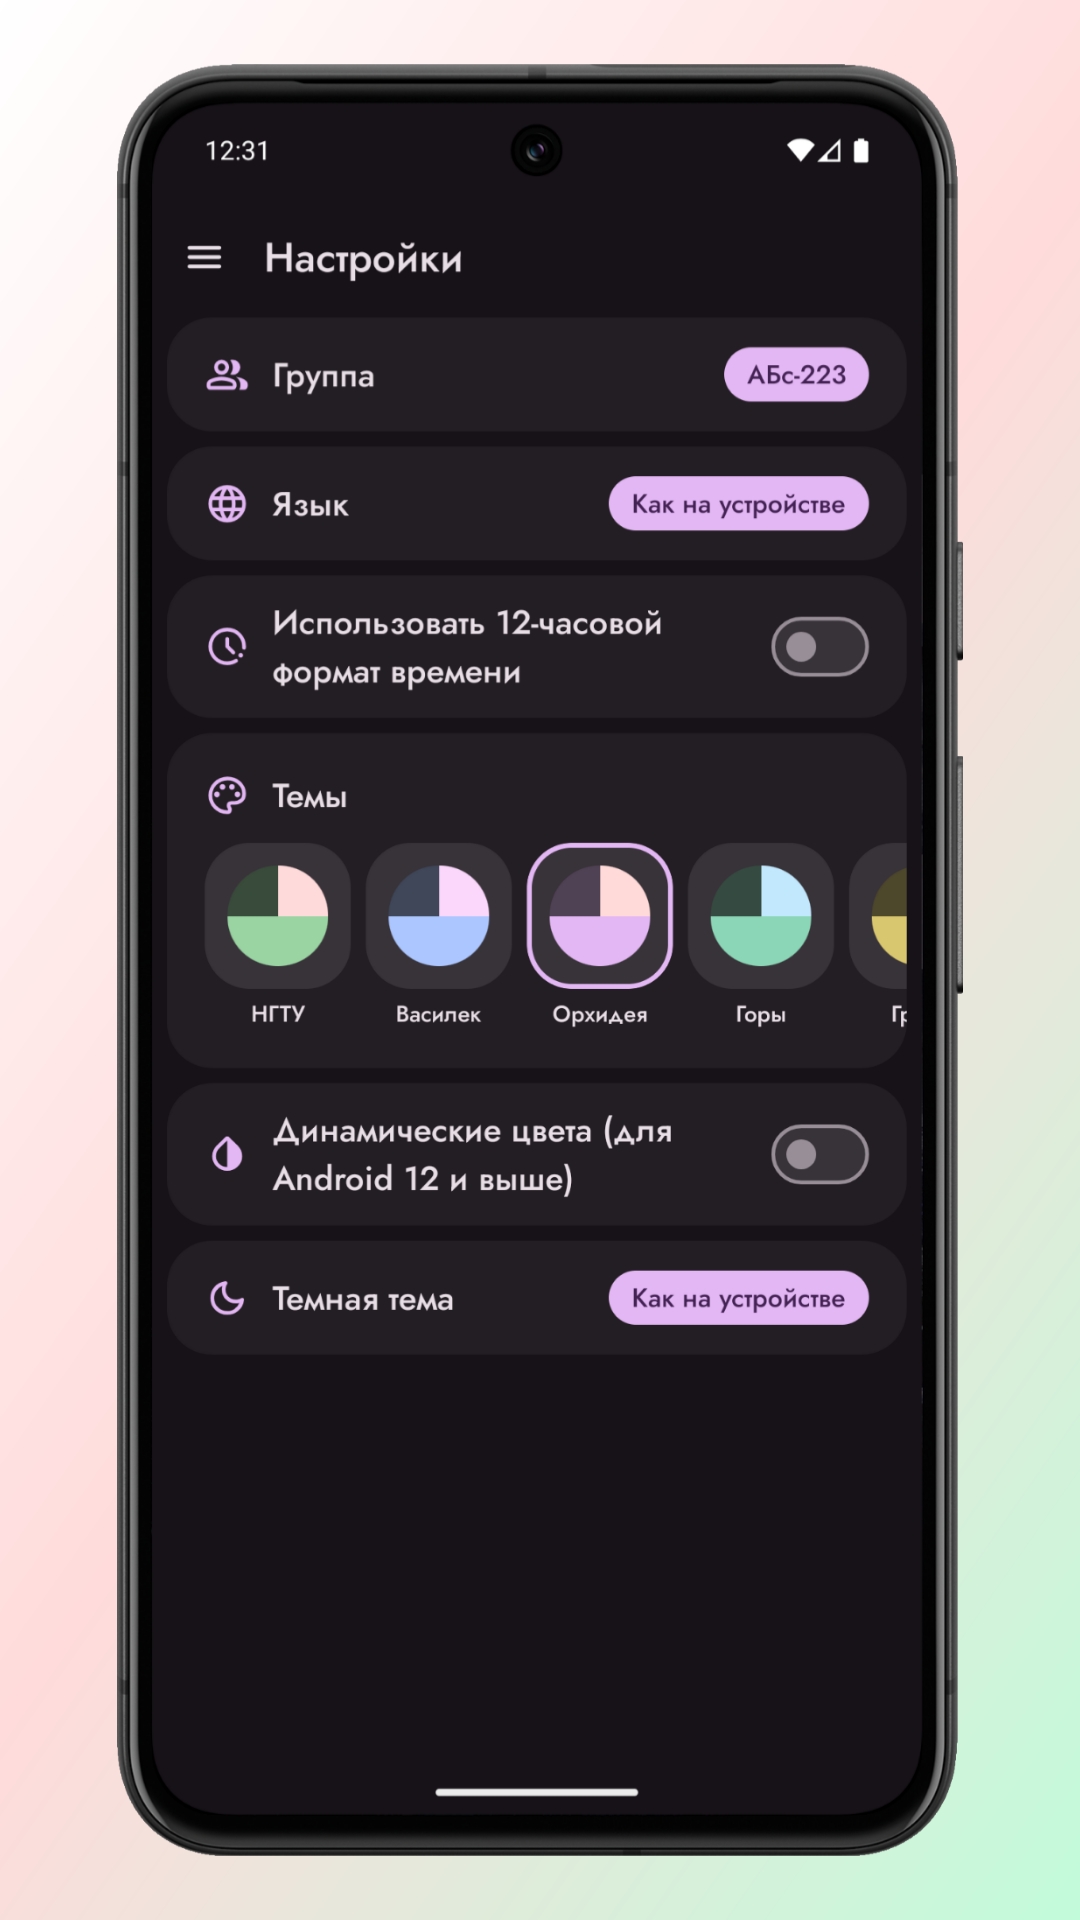 12:31
Настройки
Группа
АБс-223
Язык
Как на устройстве
Использовать 12-часовой
формат времени
Темы
НГТУ
Василек
Орхидея
Горы
Динамические цвета (для
Android 12 и выше)
Темная тема
Как на устройстве